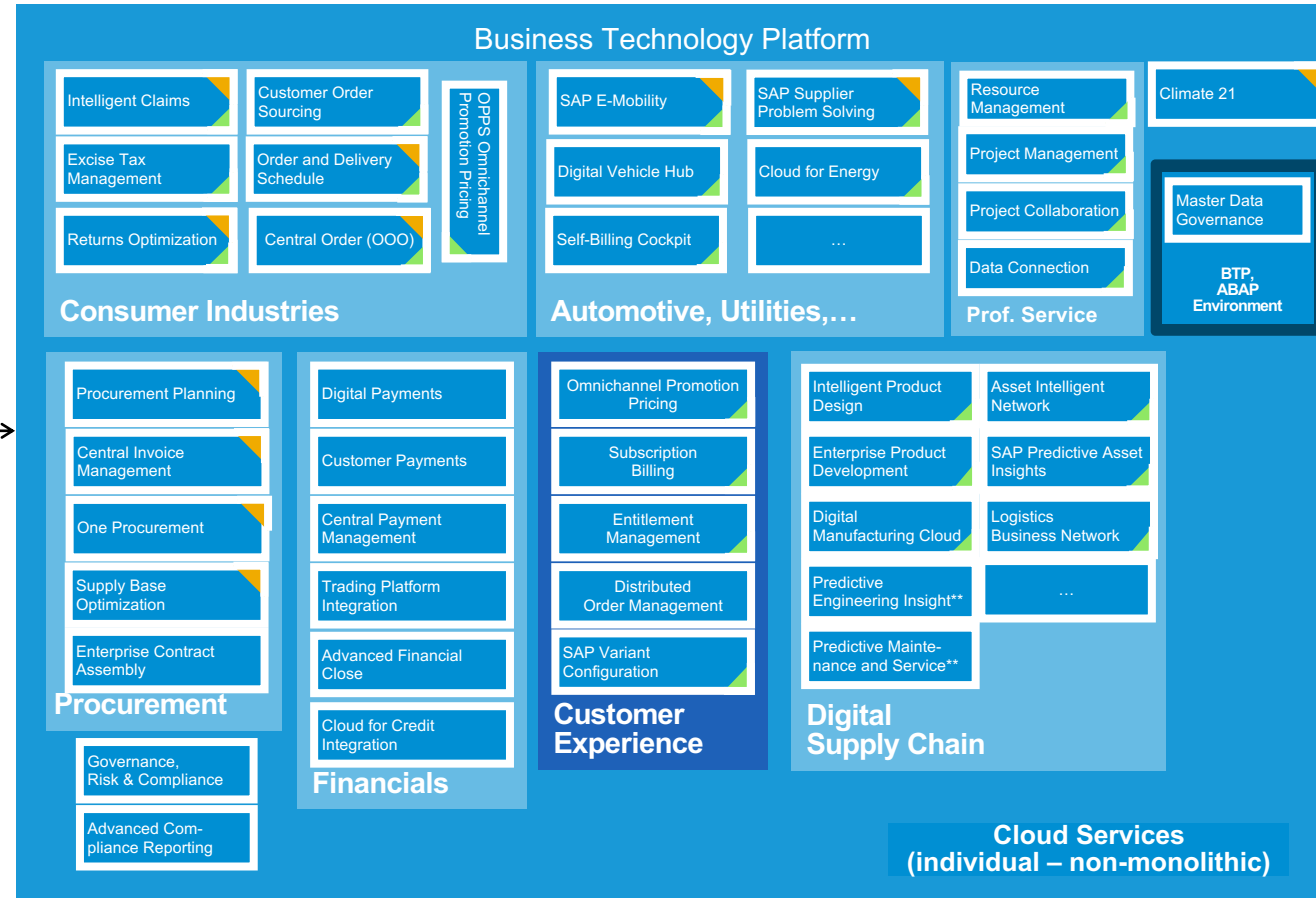 Business Technology Platform
Intelligent Claims
Customer Order
Sourcing
OPPS Omnichannel
Promotion Pricing
Excise Tax
Management
Order and Delivery
Schedule
Returns Optimization
Central Order (OOO)
Consumer Industries
SAP E-Mobility
SAP Supplier
Problem Solving
Digital Vehicle Hub
Cloud for Energy
Self-Billing Cockpit
…
Automotive, Utilities,…
Resource
Management
Project Management
Project Collaboration
Data Connection
Prof. Service
Climate 21
Master Data
Governance
BTP,
ABAP
Environment
Procurement Planning
Central Invoice
Management
One Procurement
Supply Base
Optimization
Enterprise Contract
Assembly
Procurement
Governance,
Risk & Compliance
Advanced Com-
pliance Reporting
Digital Payments
Customer Payments
Central Payment
Management
Trading Platform
Integration
Advanced Financial
Close
Cloud for Credit
Integration
Financials
Omnichannel Promotion
Pricing
Subscription
Billing
Entitlement
Management
Distributed
Order Management
SAP Variant
Configuration
Customer
Experience
Intelligent Product
Design
Asset Intelligent
Network
Enterprise Product
Development
SAP Predictive Asset
Insights
Digital
Manufacturing Cloud
Logistics
Business Network
Predictive
Engineering Insight**
…
Predictive Mainte-
nance and Service**
Digital
Supply Chain
Cloud Services
(individual – non-monolithic)